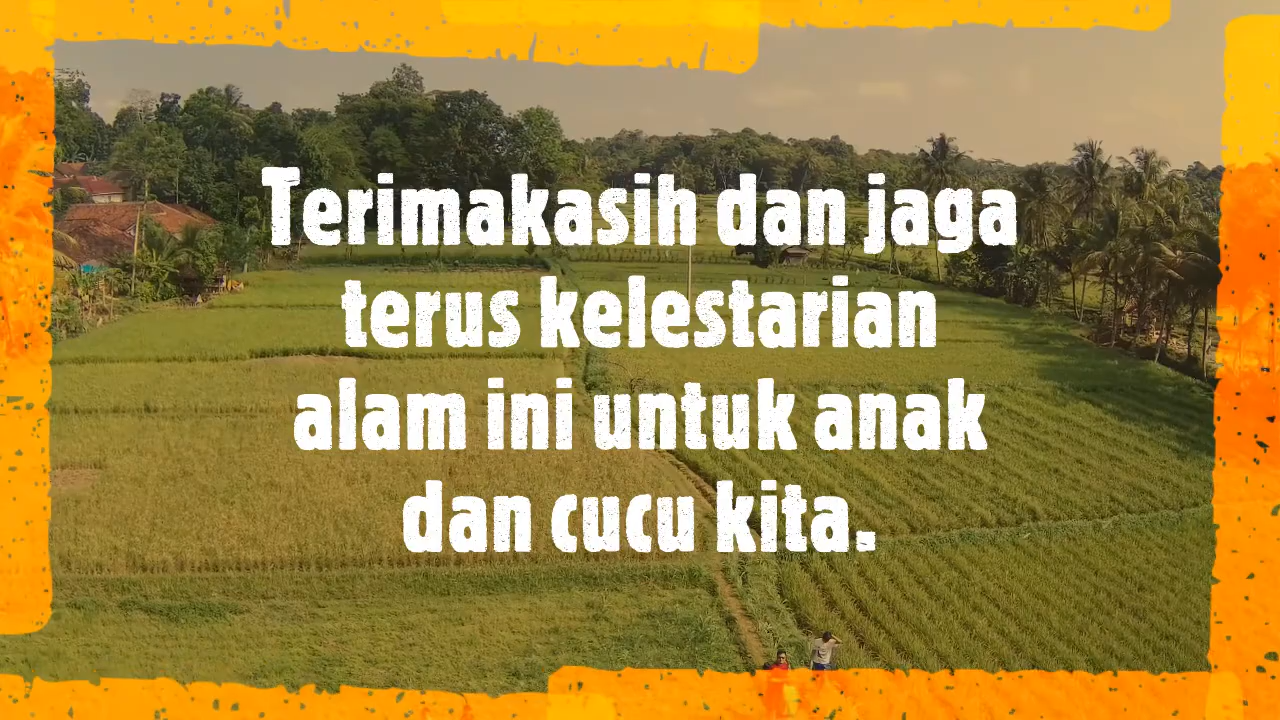 Terimakasih dan jaga
terus kelestarian
alam ini untuk anak
dan cucu kita.